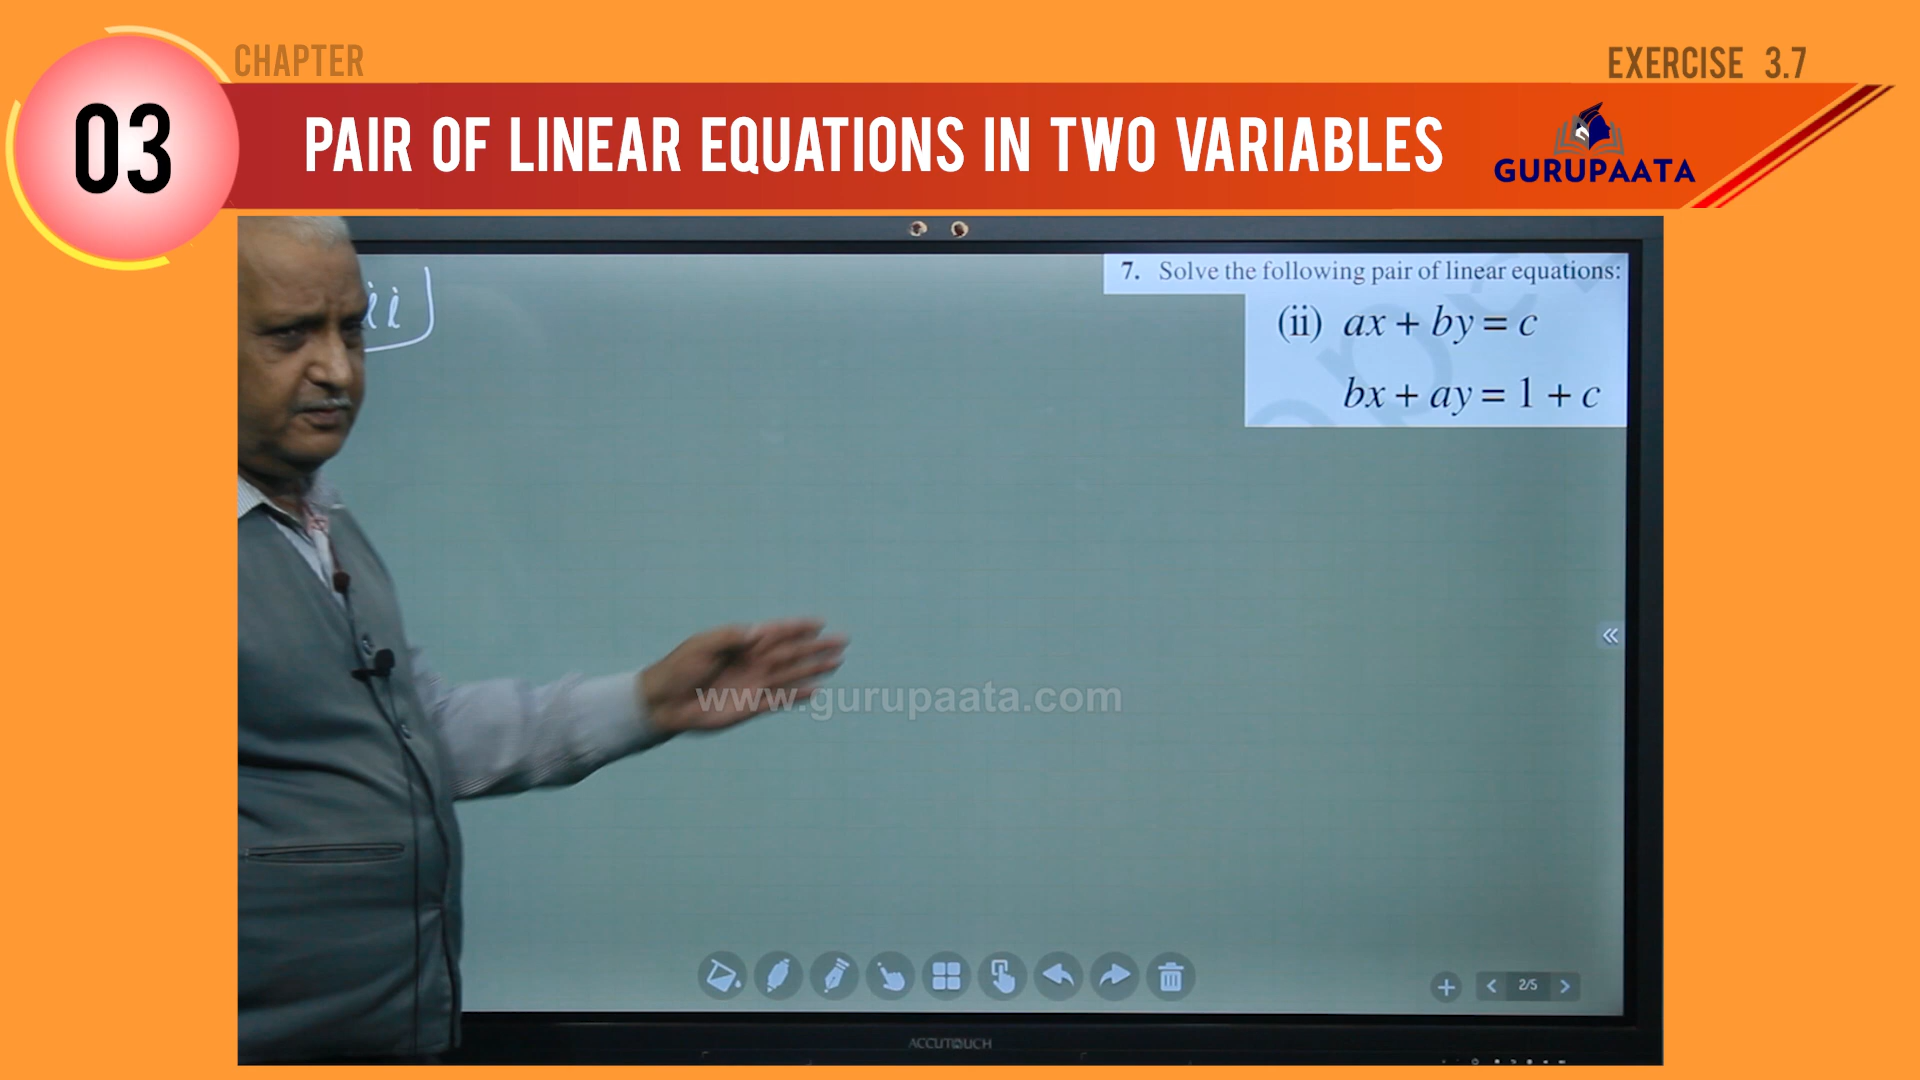 CHAPTER
EXERCISE 3.7
03
PAIR OF LINEAR EQUATIONS IN TWO VARIABLES
GURUPAATA
ii
7. Solve the following pair of linear equations:
(ii) ax + by = c
bx + ay = 1 + c
www.gurupaata.com
2/5
ACCUTOUCH